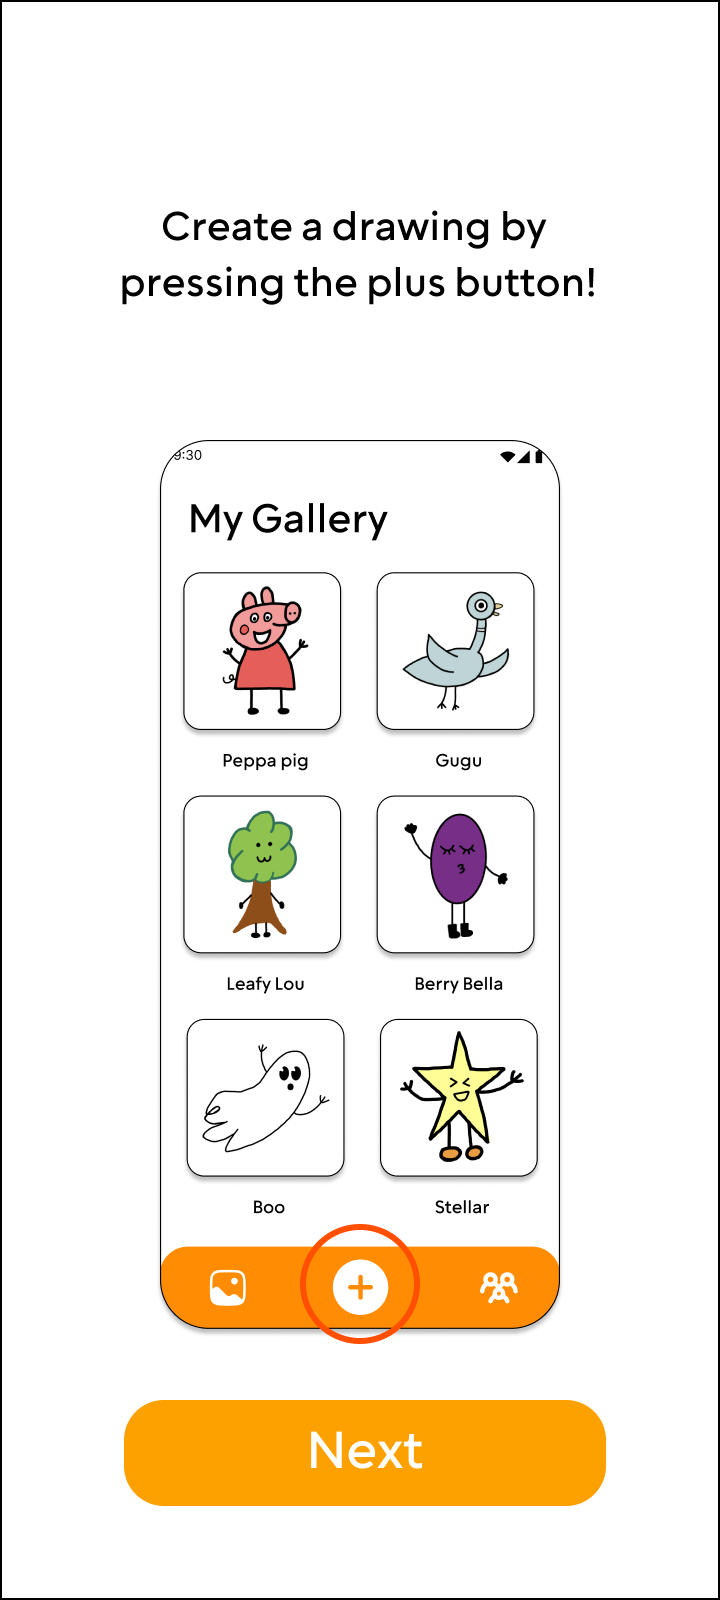 Create a drawing by
pressing the plus button!
9:30
My Gallery
Peppa pig
Gugu
Leafy Lou
Berry Bella
Boo
Stellar
Next